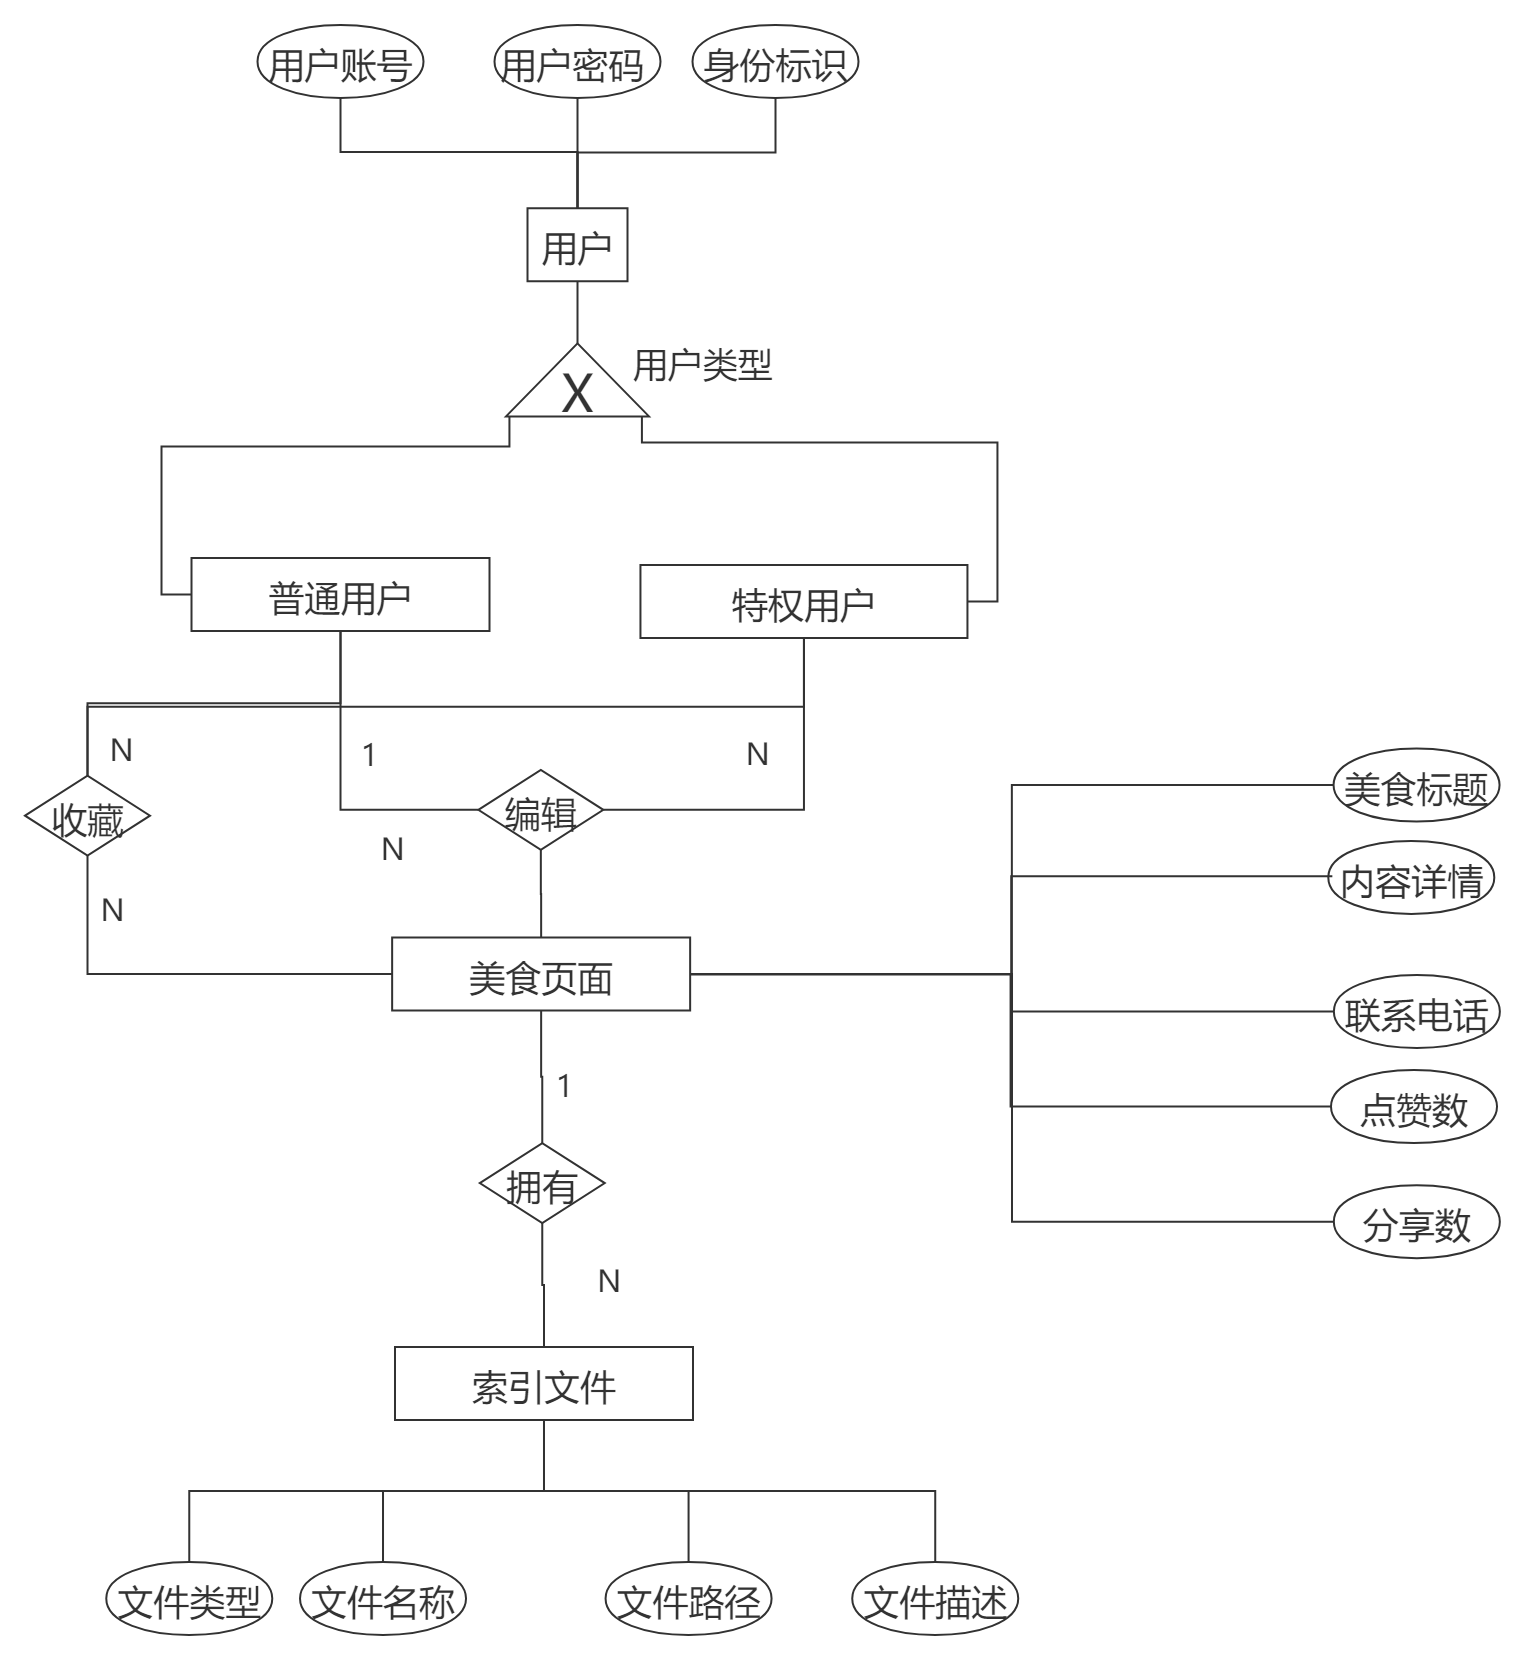 用户账号
用户密码
身份标识
用户
用户类型
X
普通用户
特权用户
N
1
N
收藏
编辑
N
N
美食页面
美食标题
内容详情
联系电话
点赞数
分享数
1
拥有
N
索引文件
文件类型
文件名称
文件路径
文件描述